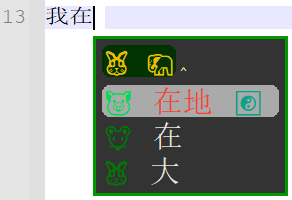 13 我在
🐰 🐘 ‸
🐷 在地 ☯
🐭 在
🐰 大